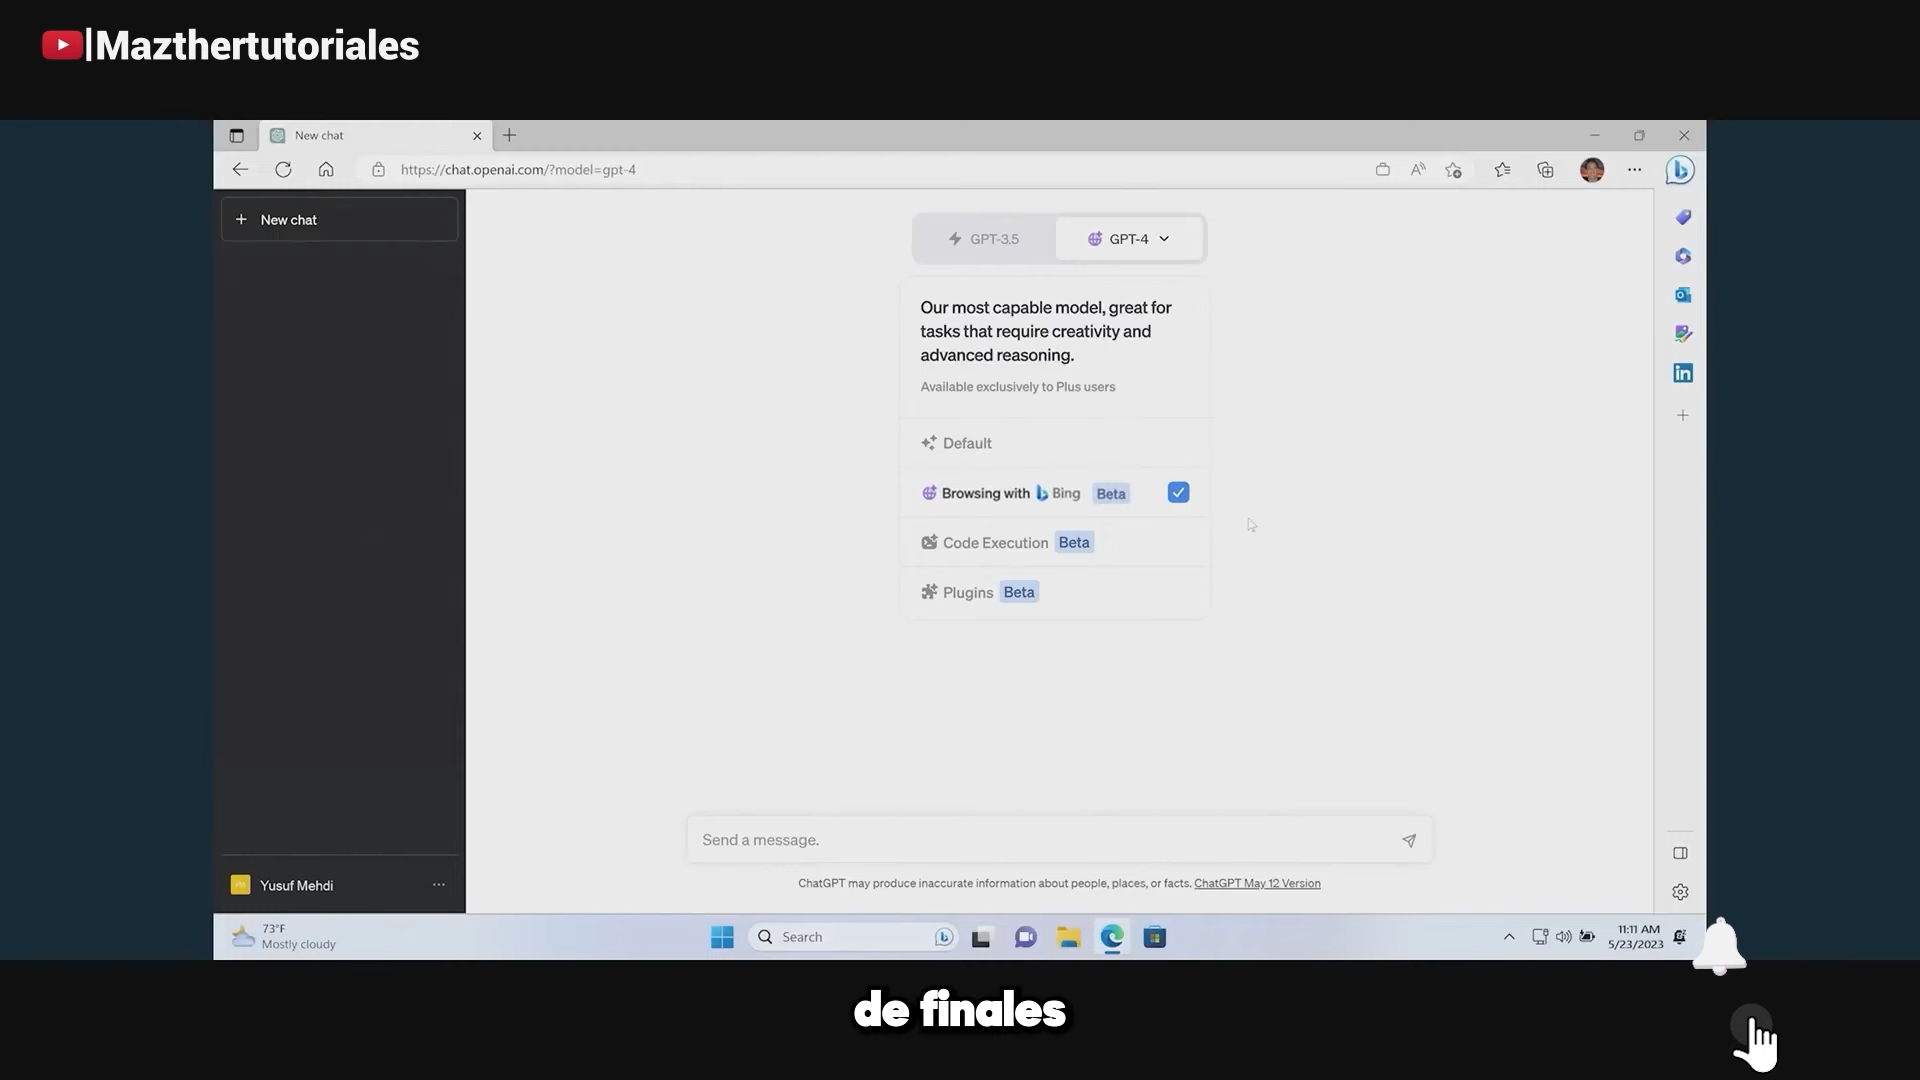 |Mazthertutoriales
New chat
https://chat.openai.com/?model=gpt-4
New chat
GPT-3.5
GPT-4
Our most capable model, great for
tasks that require creativity and
advanced reasoning.
Available exclusively to Plus users
Default
Browsing with Bing Beta
Code Execution Beta
Plugins Beta
Send a message.
ChatGPT may produce inaccurate information about people, places, or facts. ChatGPT May 12 Version
Yusuf Mehdi
73°F
Mostly cloudy
Search
11:11 AM
5/23/2023
de finales